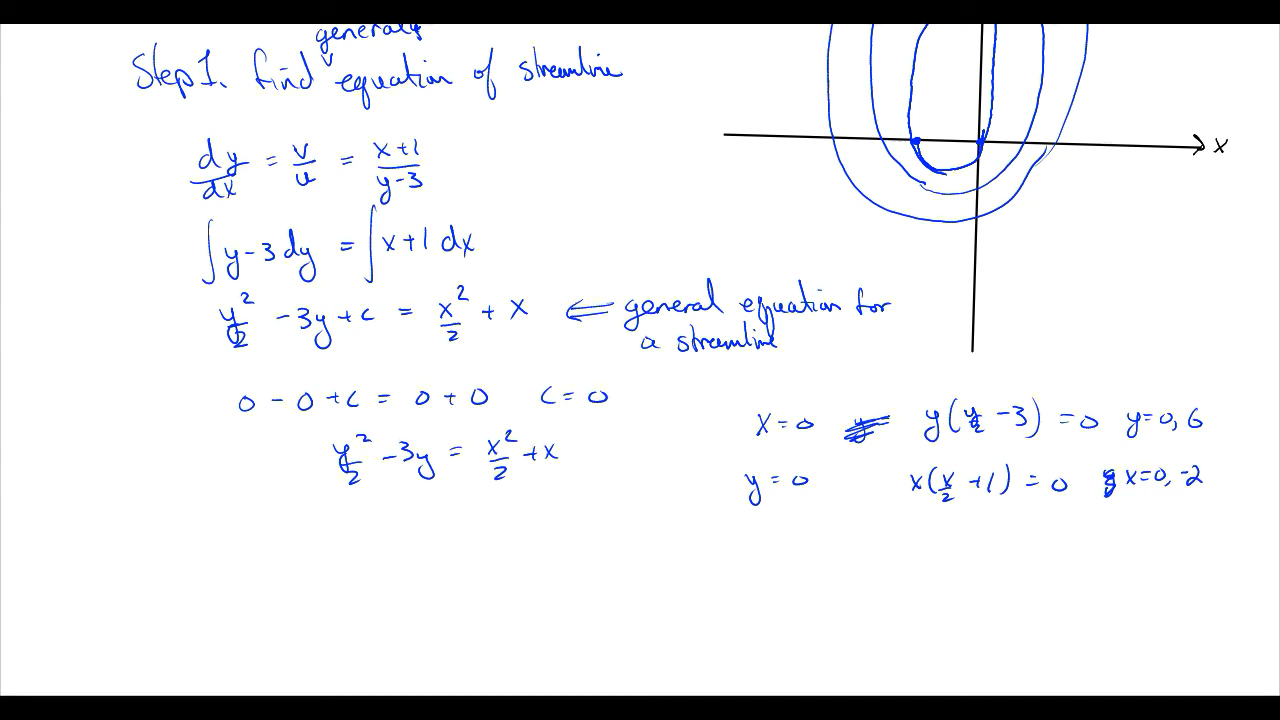 generals
Step 1. Find ˅ equation of streamline
dy/dx = v/u = x+1/y-3
∫ y-3 dy = ∫ x+1 dx
y²/2 - 3y + c = x²/2 + x ⇐ general equation for
a streamline
0 - 0 + c = 0 + 0 c = 0
y²/2 - 3y = x²/2 + x
x = 0 y(y/2 - 3) = 0 y = 0, 6
y = 0 x(x/2 + 1) = 0 x = 0, -2
x